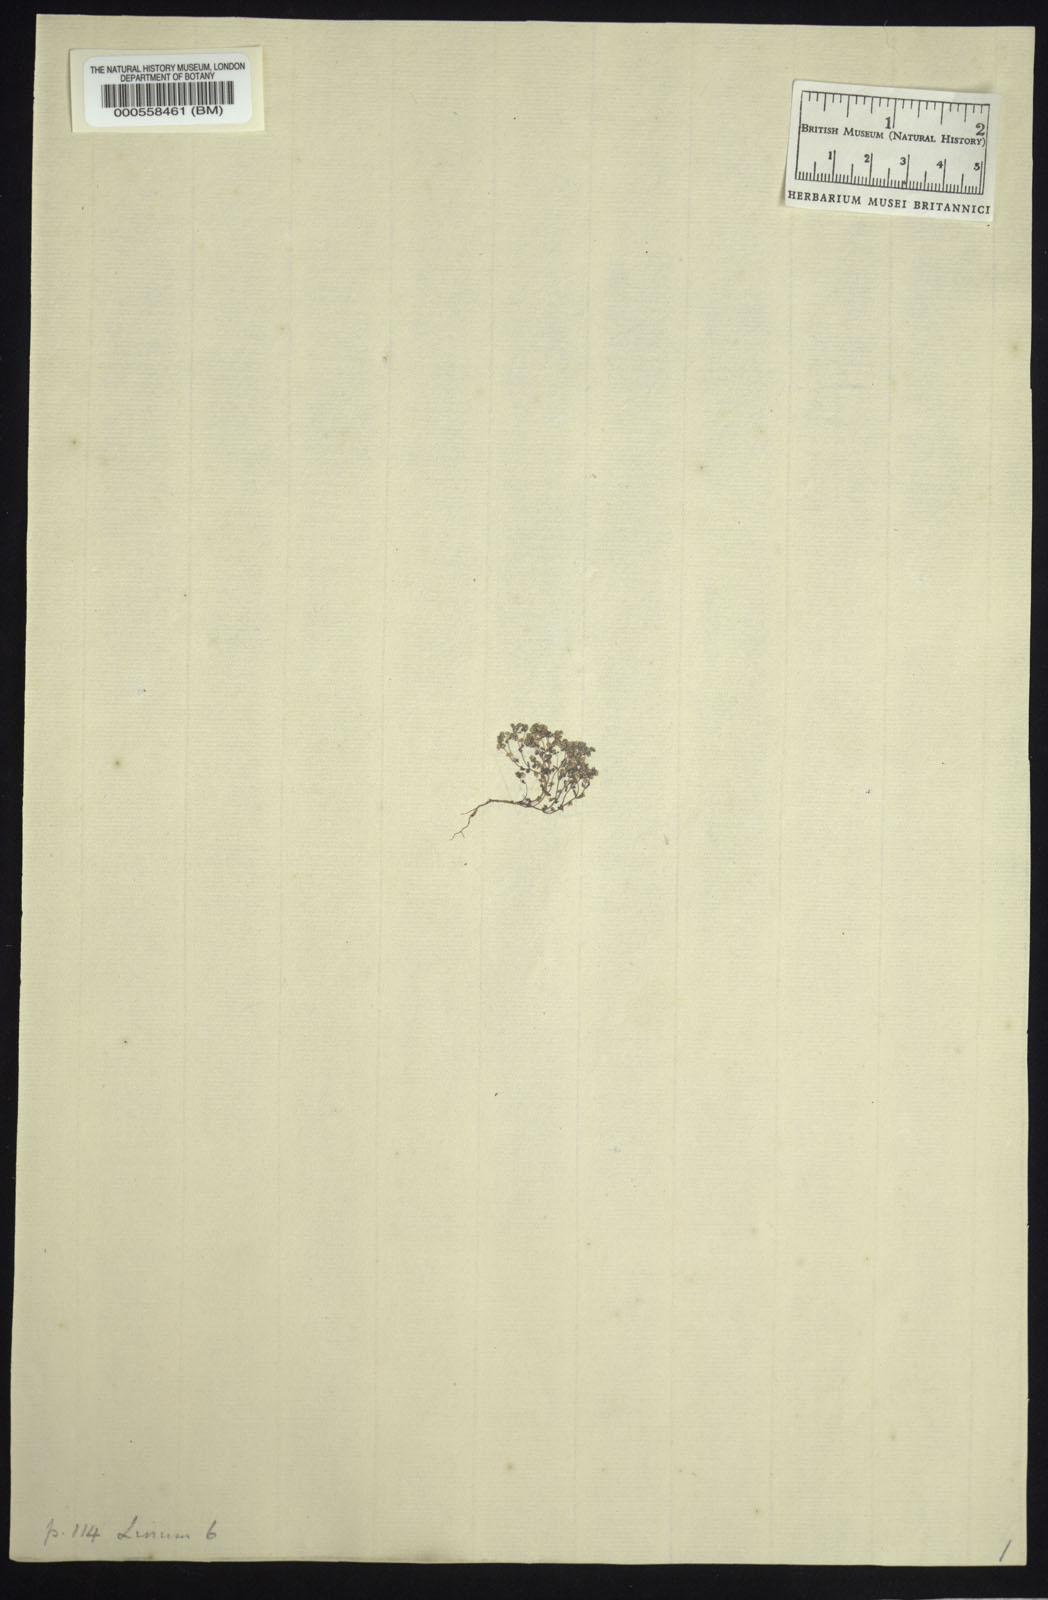 THE NATURAL HISTORY MUSEUM, LONDON
DEPARTMENT OF BOTANY
000558461 (BM)
1 2
BRITISH MUSEUM (NATURAL HISTORY)
1 2 3 4 5
HERBARIUM MUSEI BRITANNICI
p. 114 Linum 6
1